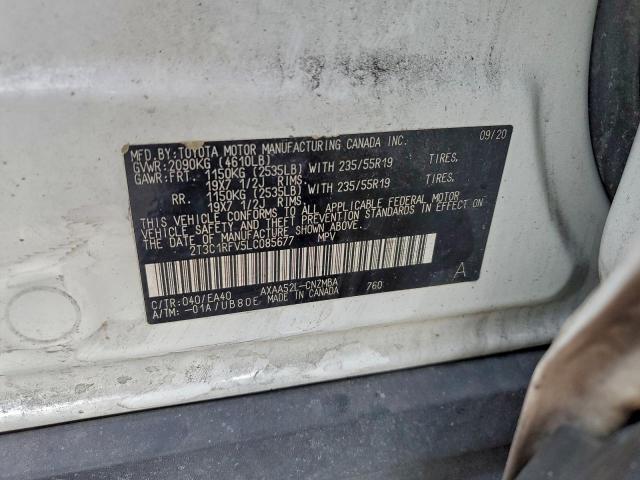 MFD.BY:TOYOTA MOTOR MANUFACTURING CANADA INC. 09/20
GVWR:2090KG (4610LB)
GAWR:FRT. 1150KG (2535LB) WITH 235/55R19 TIRES.
19X7 1/2J RIMS.
RR. 1150KG (2535LB) WITH 235/55R19 TIRES.
19X7 1/2J RIMS.
THIS VEHICLE CONFORMS TO ALL APPLICABLE FEDERAL MOTOR
VEHICLE SAFETY AND THEFT PREVENTION STANDARDS IN EFFECT ON
THE DATE OF MANUFACTURE SHOWN ABOVE.
2T3C1RFV5LC085677 MPV
C/TR:040/EA40 AXAA52L-CNZMBA 760 A
A/TM:-01A/UB80E MADE IN CANADA